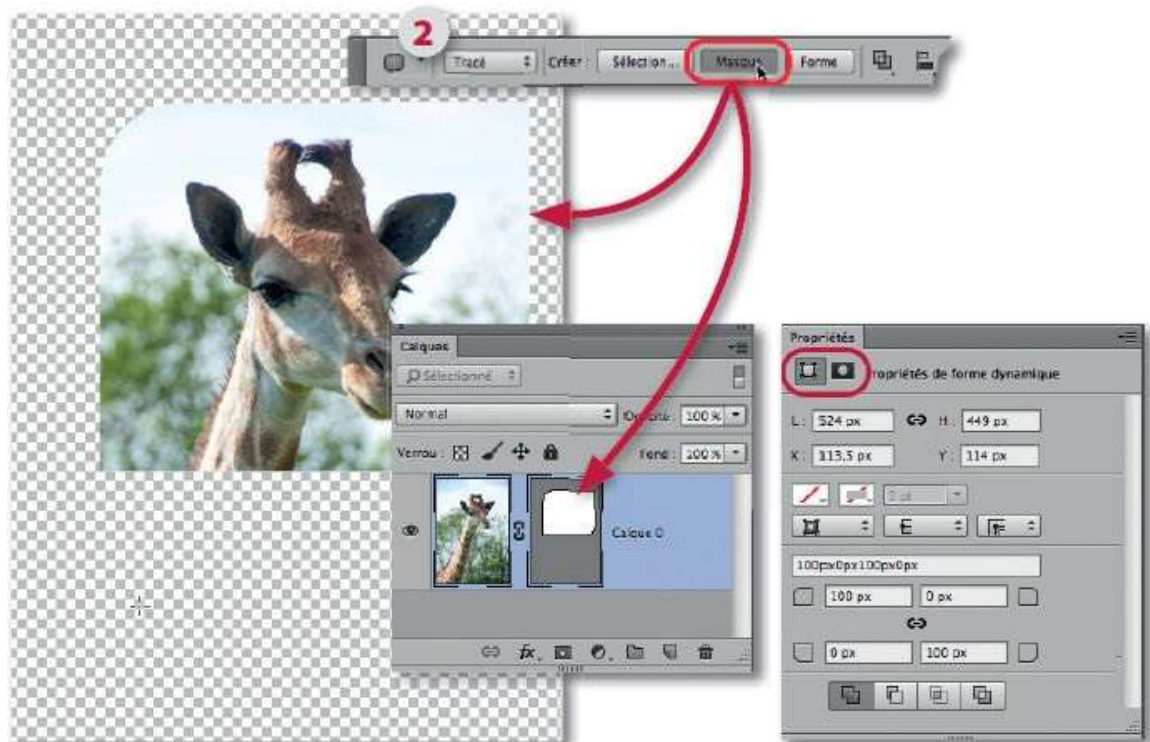 2
Tracé Créer : Sélection... Masque Forme
Calques
Sélectionné
Normal Opacité : 100 %
Verrou : Fond : 100 %
Calque 0
Propriétés
Propriétés de forme dynamique
L : 524 px H : 449 px
X : 113,5 px Y : 114 px
100px0px100px0px
100 px 0 px
0 px 100 px